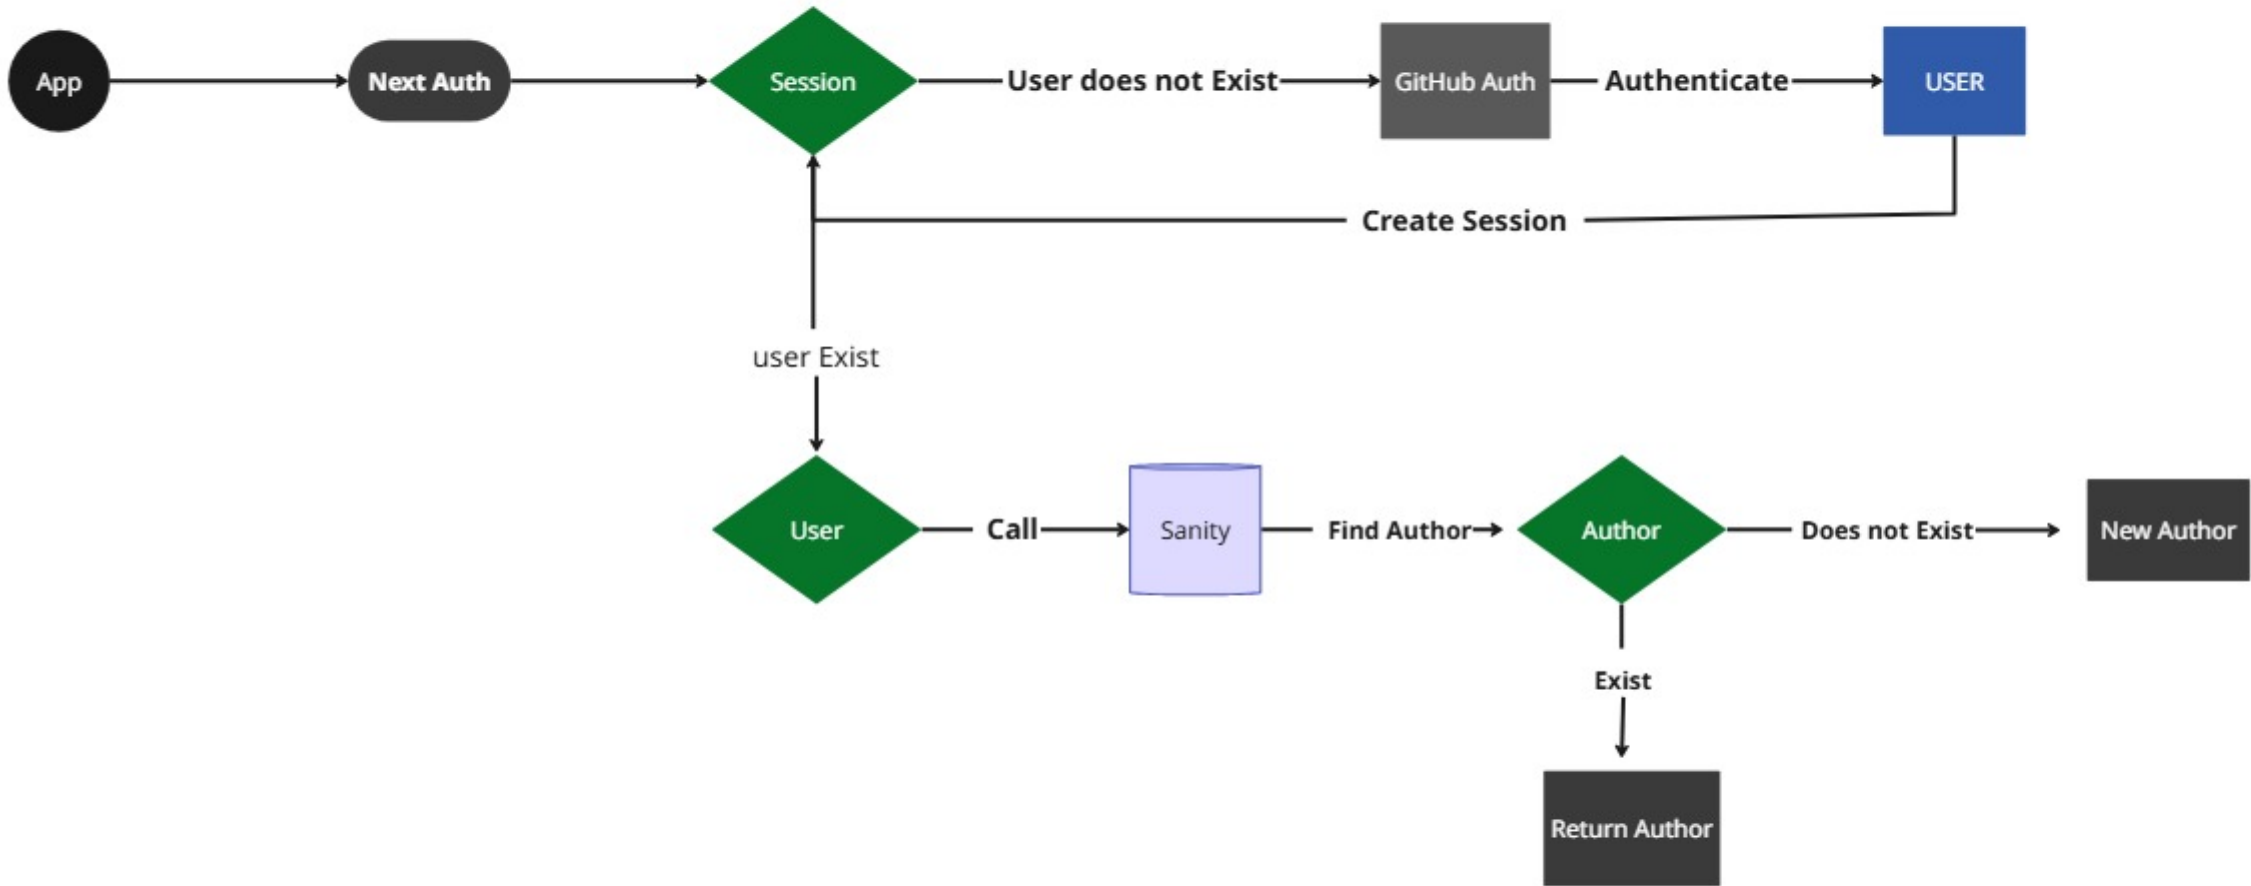 App
Next Auth
Session
User does not Exist
GitHub Auth
Authenticate
USER
Create Session
user Exist
User
Call
Sanity
Find Author
Author
Does not Exist
New Author
Exist
Return Author